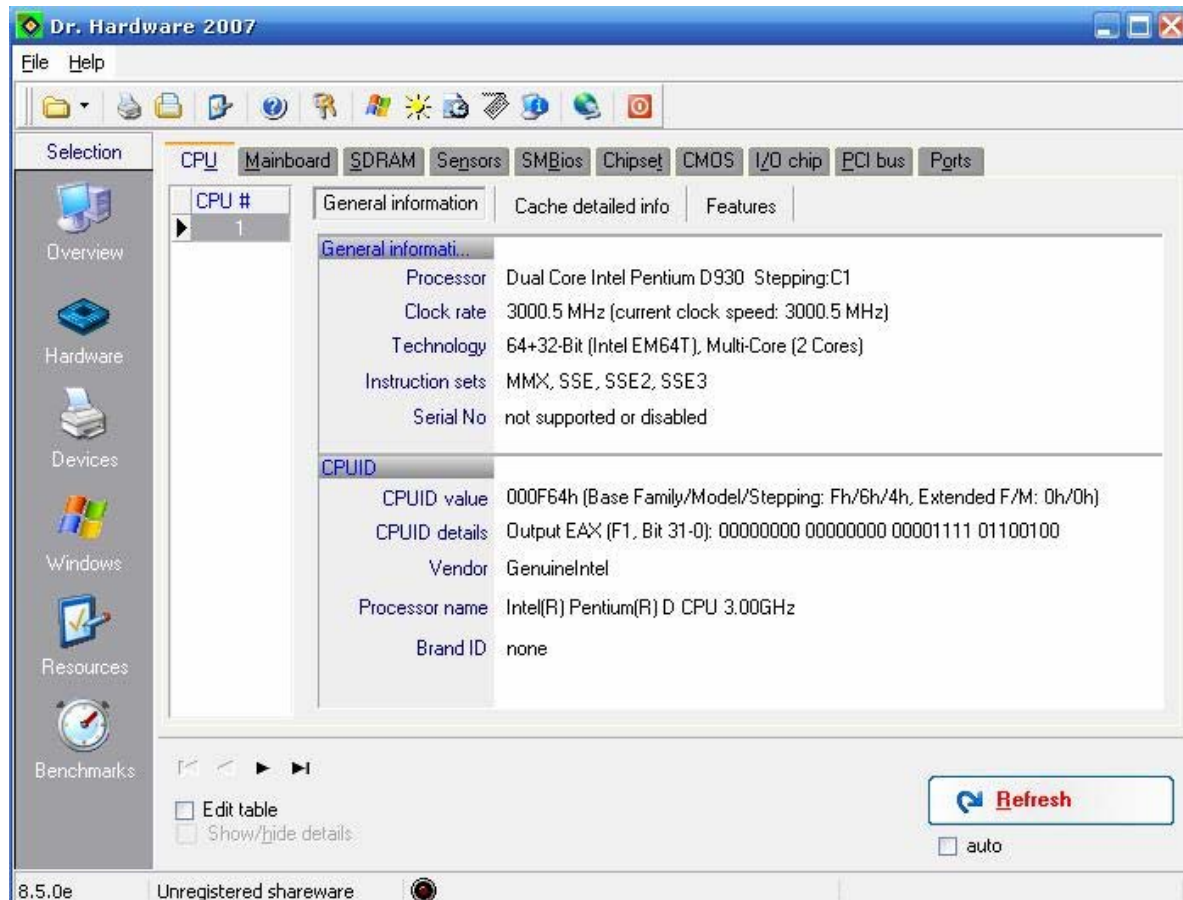 Dr. Hardware 2007
File Help
Selection
CPU Mainboard SDRAM Sensors SMBios Chipset CMOS I/O chip PCI bus Ports
CPU #
1
General information Cache detailed info Features
General informati...
Processor Dual Core Intel Pentium D930 Stepping:C1
Clock rate 3000.5 MHz (current clock speed: 3000.5 MHz)
Technology 64+32-Bit (Intel EM64T), Multi-Core (2 Cores)
Instruction sets MMX, SSE, SSE2, SSE3
Serial No not supported or disabled
CPUID
CPUID value 000F64h (Base Family/Model/Stepping: Fh/6h/4h, Extended F/M: 0h/0h)
CPUID details Output EAX (F1, Bit 31-0): 00000000 00000000 00001111 01100100
Vendor GenuineIntel
Processor name Intel(R) Pentium(R) D CPU 3.00GHz
Brand ID none
Overview
Hardware
Devices
Windows
Resources
Benchmarks
Edit table
Show/hide details
Refresh
auto
8.5.0e Unregistered shareware